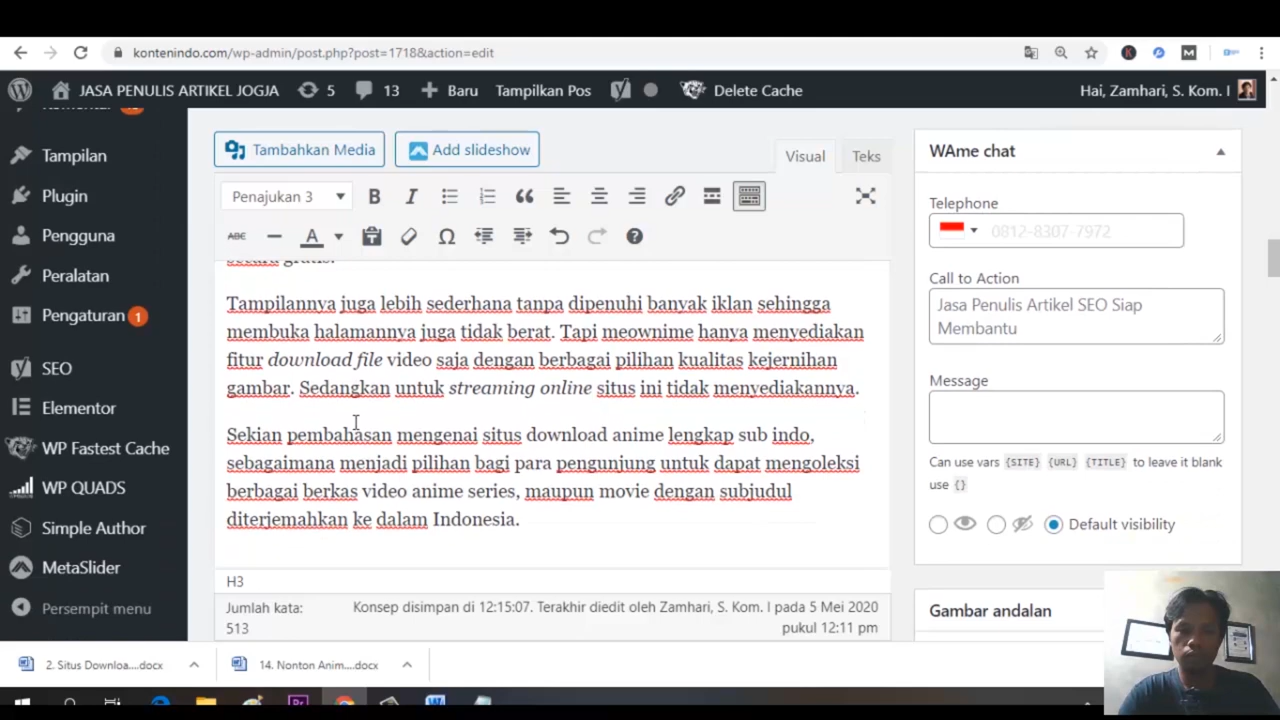 kontenindo.com/wp-admin/post.php?post=1718&action=edit
JASA PENULIS ARTIKEL JOGJA 5 13 Baru Tampilkan Pos Delete Cache Hai, Zamhari, S. Kom. I
Komentar
Tampilan
Plugin
Pengguna
Peralatan
Pengaturan 1
SEO
Elementor
WP Fastest Cache
WP QUADS
Simple Author
MetaSlider
Persempit menu
Tambahkan Media
Add slideshow
Visual
Teks
Penajukan 3
B I
ABC A
secara gratis.
Tampilannya juga lebih sederhana tanpa dipenuhi banyak iklan sehingga
membuka halamannya juga tidak berat. Tapi meownime hanya menyediakan
fitur download file video saja dengan berbagai pilihan kualitas kejernihan
gambar. Sedangkan untuk streaming online situs ini tidak menyediakannya.
Sekian pembahasan mengenai situs download anime lengkap sub indo,
sebagaimana menjadi pilihan bagi para pengunjung untuk dapat mengoleksi
berbagai berkas video anime series, maupun movie dengan subjudul
diterjemahkan ke dalam Indonesia.
H3
Jumlah kata:
513
Konsep disimpan di 12:15:07. Terakhir diedit oleh Zamhari, S. Kom. I pada 5 Mei 2020
pukul 12:11 pm
WAme chat
Telephone
0812-8307-7972
Call to Action
Jasa Penulis Artikel SEO Siap
Membantu
Message
Can use vars {SITE} {URL} {TITLE} to leave it blank
use {}
Default visibility
Gambar andalan
2. Situs Downloa....docx
14. Nonton Anim....docx